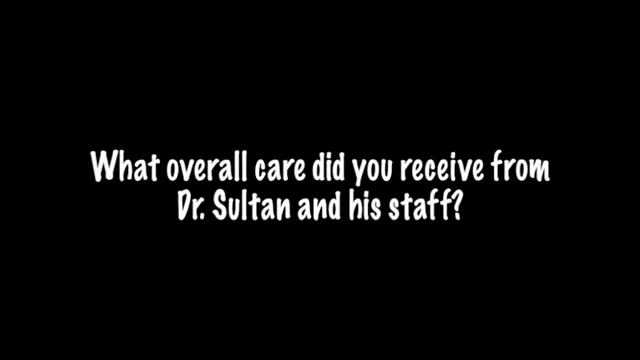 What overall care did you receive from
Dr. Sultan and his staff?